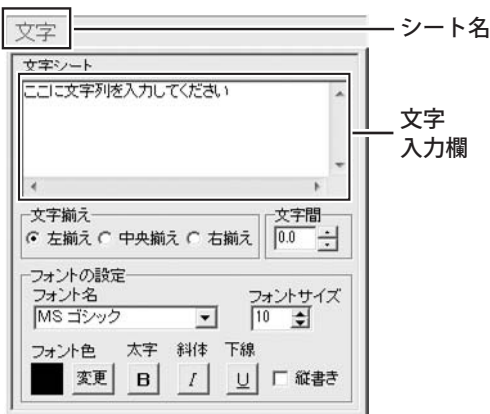 文字
シート名
文字シート
ここに文字列を入力してください
文字
入力欄
文字揃え
文字間
左揃え 中央揃え 右揃え
0.0
フォントの設定
フォント名
フォントサイズ
MS ゴシック
10
フォント色 太字 斜体 下線
変更 B I U 縦書き